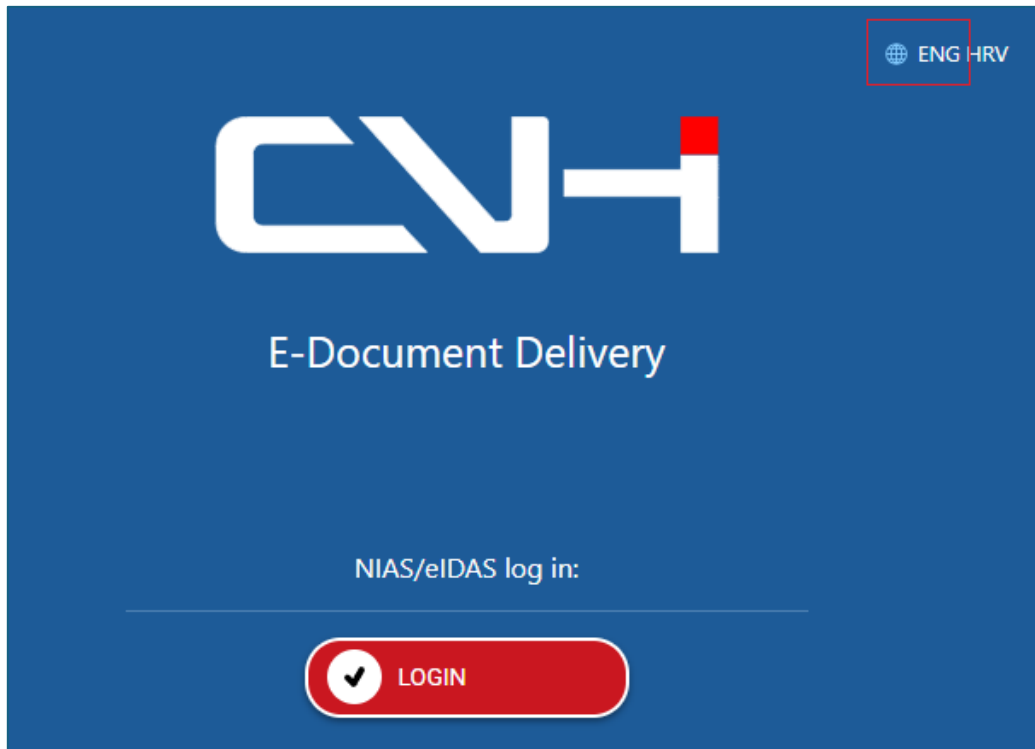 ENG HRV
CVH
E-Document Delivery
NIAS/eIDAS log in:
LOGIN